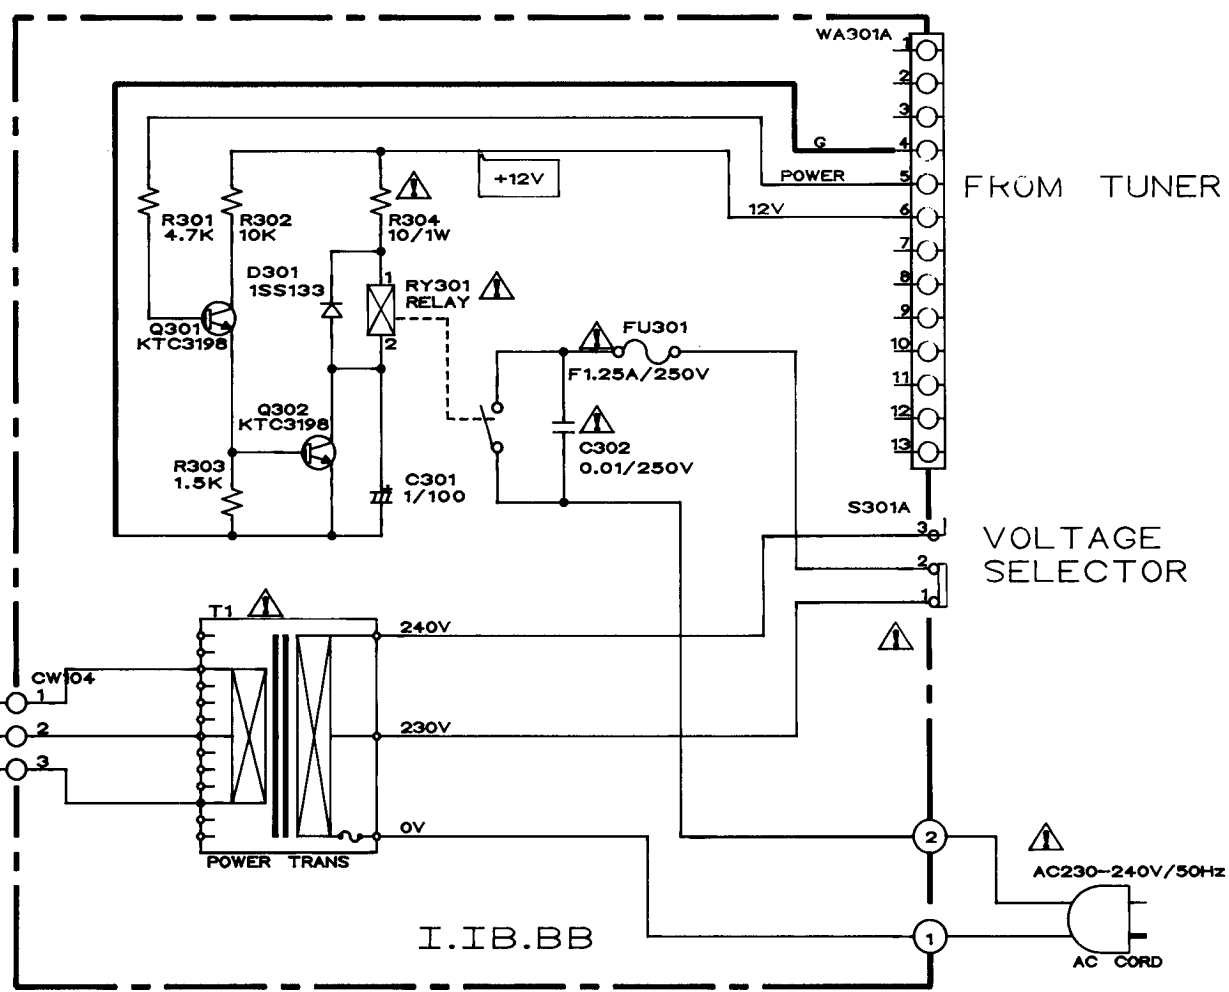 WA301A
1
2
3
G 4
POWER 5
12V 6
7
8
9
10
11
12
13
FROM TUNER
+12V
R301
4.7K
R302
10K
R304
10/1W
D301
1SS133
1
RY301
RELAY
2
Q301
KTC3198
FU301
F1.25A/250V
Q302
KTC3198
C302
0.01/250V
R303
1.5K
C301
1/100
+
S301A
3
2
1
VOLTAGE
SELECTOR
T1
240V
230V
0V
CW104
1
2
3
POWER TRANS
2
1
AC230-240V/50Hz
AC CORD
I.IB.BB